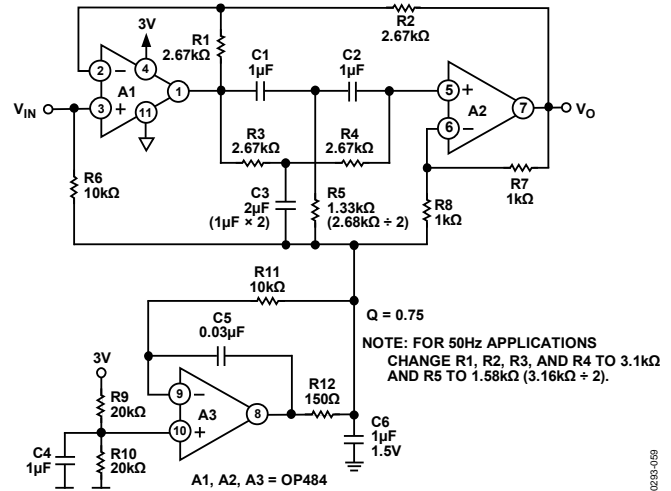 R2
2.67kΩ
3V
R1
2.67kΩ
C1
1µF
C2
1µF
2
4
A1
1
3
11
V_IN
5
A2
7
6
V_O
R3
2.67kΩ
R4
2.67kΩ
R6
10kΩ
C3
2µF
(1µF × 2)
R5
1.33kΩ
(2.68kΩ ÷ 2)
R8
1kΩ
R7
1kΩ
R11
10kΩ
C5
0.03µF
Q = 0.75
NOTE: FOR 50Hz APPLICATIONS
CHANGE R1, R2, R3, AND R4 TO 3.1kΩ
AND R5 TO 1.58kΩ (3.16kΩ ÷ 2).
3V
R9
20kΩ
9
A3
8
10
R12
150Ω
C4
1µF
R10
20kΩ
C6
1µF
1.5V
A1, A2, A3 = OP484
0293-059